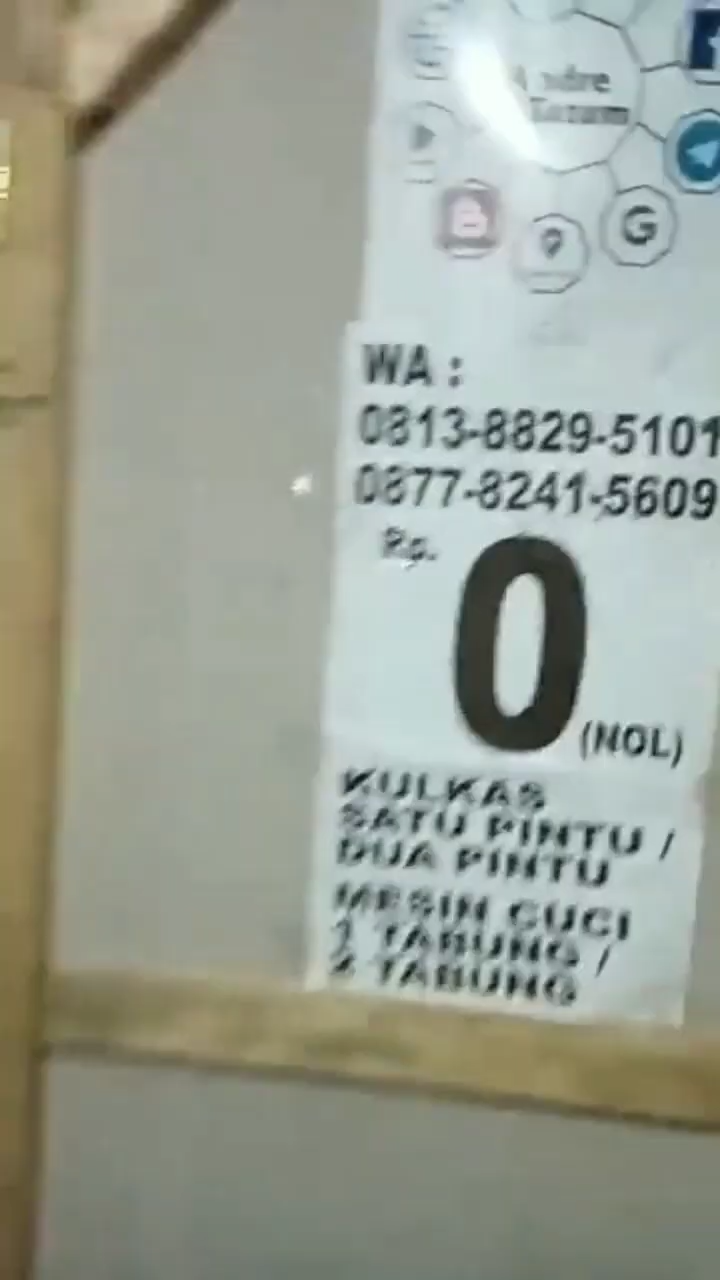 G
WA :
0813-8829-5101
0877-8241-5609
Rp.
0
(NOL)
KULKAS
SATU PINTU /
DUA PINTU
MESIN CUCI
1 TABUNG /
2 TABUNG